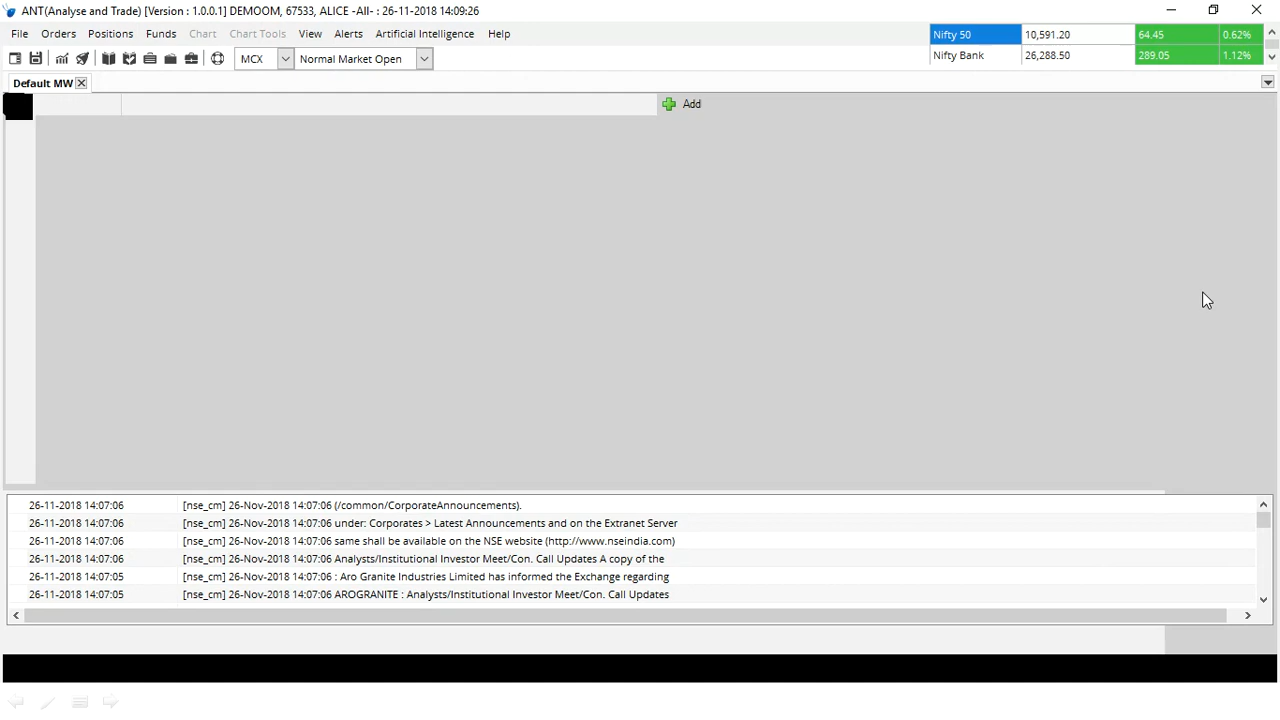 ANT(Analyse and Trade) [Version : 1.0.0.1] DEMOOM, 67533, ALICE -All- : 26-11-2018 14:09:26
File Orders Positions Funds Chart Chart Tools View Alerts Artificial Intelligence Help
Nifty 50 10,591.20 64.45 0.62%
Nifty Bank 26,288.50 289.05 1.12%
MCX Normal Market Open
Default MW
Add
26-11-2018 14:07:06 [nse_cm] 26-Nov-2018 14:07:06 (/common/CorporateAnnouncements).
26-11-2018 14:07:06 [nse_cm] 26-Nov-2018 14:07:06 under: Corporates > Latest Announcements and on the Extranet Server
26-11-2018 14:07:06 [nse_cm] 26-Nov-2018 14:07:06 same shall be available on the NSE website (http://www.nseindia.com)
26-11-2018 14:07:06 [nse_cm] 26-Nov-2018 14:07:06 Analysts/Institutional Investor Meet/Con. Call Updates A copy of the
26-11-2018 14:07:05 [nse_cm] 26-Nov-2018 14:07:06 : Aro Granite Industries Limited has informed the Exchange regarding
26-11-2018 14:07:05 [nse_cm] 26-Nov-2018 14:07:06 AROGRANITE : Analysts/Institutional Investor Meet/Con. Call Updates